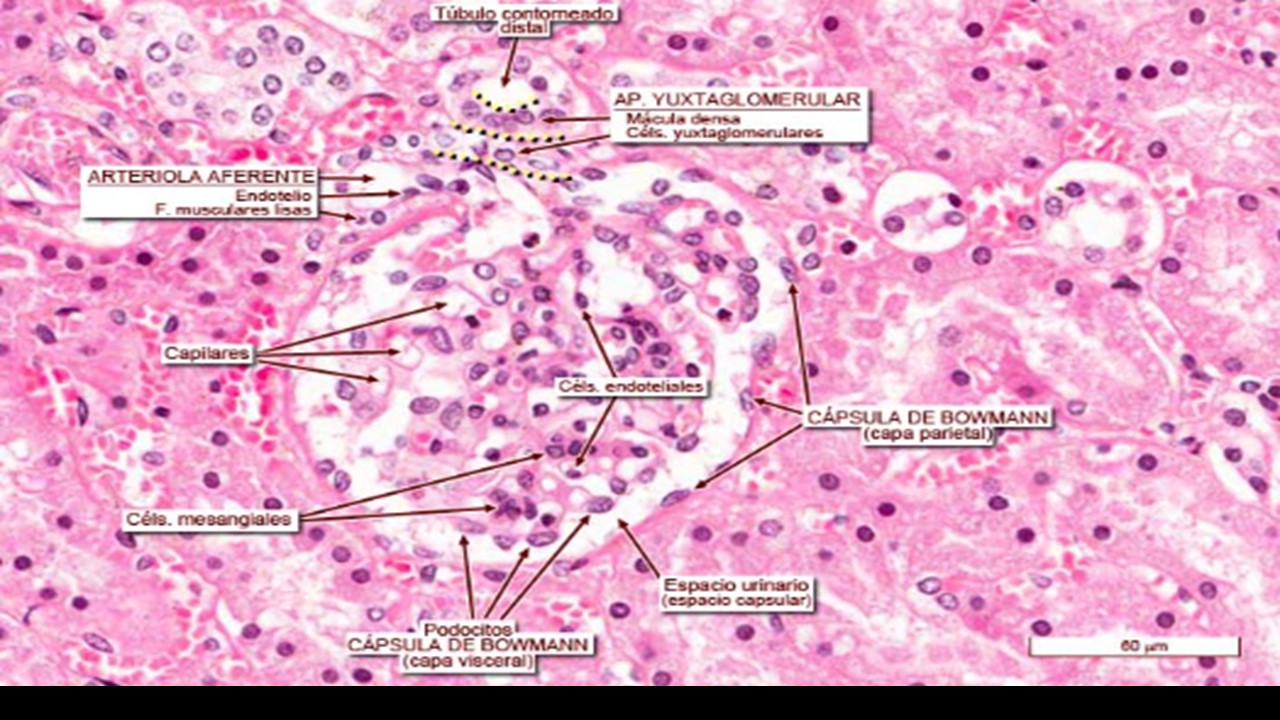 Túbulo contorneado
distal
AP. YUXTAGLOMERULAR
Mácula densa
Céls. yuxtaglomerulares
ARTERIOLA AFERENTE
Endotelio
F. musculares lisas
Capilares
Céls. endoteliales
CÁPSULA DE BOWMANN
(capa parietal)
Céls. mesangiales
Espacio urinario
(espacio capsular)
Podocitos
CÁPSULA DE BOWMANN
(capa visceral)
60 µm